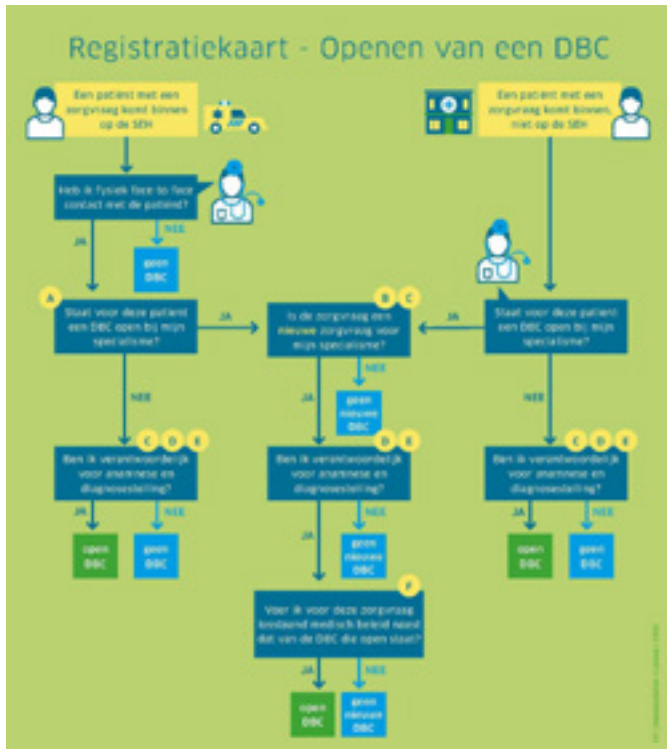 Registratiekaart - Openen van een DBC
Een patiënt met een
zorgvraag komt binnen
op de SEH
Een patiënt met een
zorgvraag komt binnen,
niet op de SEH
Heb ik fysiek face to face
contact met de patiënt?
JA
NEE
geen
DBC
A
Staat voor deze patiënt
een DBC open bij mijn
specialisme?
JA
B C
Is de zorgvraag een
nieuwe zorgvraag voor
mijn specialisme?
JA
Staat voor deze patiënt
een DBC open bij mijn
specialisme?
NEE
JA
NEE
geen
nieuwe
DBC
NEE
C D E
Ben ik verantwoordelijk
voor anamnese en
diagnosestelling?
D E
Ben ik verantwoordelijk
voor anamnese en
diagnosestelling?
C D E
Ben ik verantwoordelijk
voor anamnese en
diagnosestelling?
JA
NEE
open
DBC
geen
DBC
JA
NEE
geen
nieuwe
DBC
JA
NEE
open
DBC
geen
DBC
F
Voer ik voor deze zorgvraag
medisch beleid naast
dat van de DBC die open staat?
JA
NEE
open
DBC
geen
nieuwe
DBC